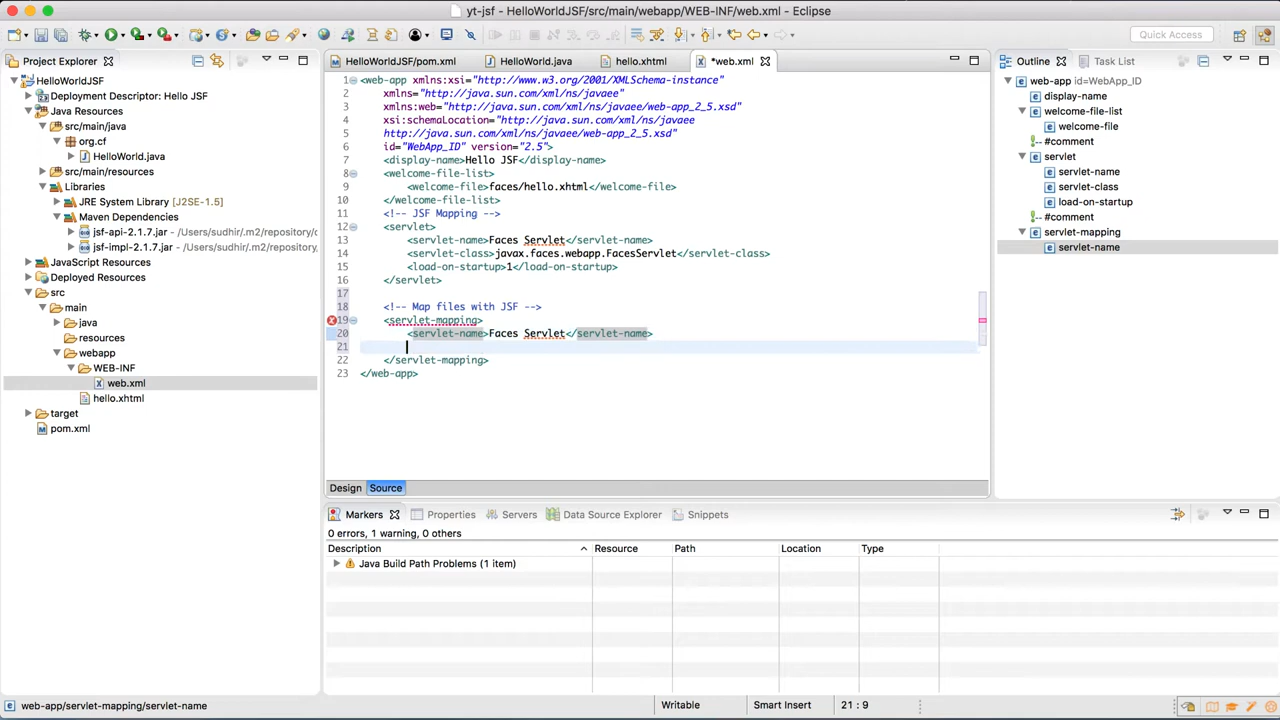 yt-jsf - HelloWorldJSF/src/main/webapp/WEB-INF/web.xml - Eclipse
Quick Access
Project Explorer
HelloWorldJSF
Deployment Descriptor: Hello JSF
Java Resources
src/main/java
org.cf
HelloWorld.java
src/main/resources
Libraries
JRE System Library [J2SE-1.5]
Maven Dependencies
jsf-api-2.1.7.jar - /Users/sudhir/.m2/repository/
jsf-impl-2.1.7.jar - /Users/sudhir/.m2/repository,
JavaScript Resources
Deployed Resources
src
main
java
resources
webapp
WEB-INF
web.xml
hello.xhtml
target
pom.xml
HelloWorldJSF/pom.xml
HelloWorld.java
hello.xhtml
*web.xml
1 <web-app xmlns:xsi="http://www.w3.org/2001/XMLSchema-instance"
2 xmlns="http://java.sun.com/xml/ns/javaee"
3 xmlns:web="http://java.sun.com/xml/ns/javaee/web-app_2_5.xsd"
4 xsi:schemaLocation="http://java.sun.com/xml/ns/javaee
5 http://java.sun.com/xml/ns/javaee/web-app_2_5.xsd"
6 id="WebApp_ID" version="2.5">
7 <display-name>Hello JSF</display-name>
8 <welcome-file-list>
9 <welcome-file>faces/hello.xhtml</welcome-file>
10 </welcome-file-list>
11 <!-- JSF Mapping -->
12 <servlet>
13 <servlet-name>Faces Servlet</servlet-name>
14 <servlet-class>javax.faces.webapp.FacesServlet</servlet-class>
15 <load-on-startup>1</load-on-startup>
16 </servlet>
17
18 <!-- Map files with JSF -->
19 <servlet-mapping>
20 <servlet-name>Faces Servlet</servlet-name>
21
22 </servlet-mapping>
23 </web-app>
Design
Source
Outline
Task List
web-app id=WebApp_ID
display-name
welcome-file-list
welcome-file
#comment
servlet
servlet-name
servlet-class
load-on-startup
#comment
servlet-mapping
servlet-name
Markers
Properties
Servers
Data Source Explorer
Snippets
0 errors, 1 warning, 0 others
Description
Resource
Path
Location
Type
Java Build Path Problems (1 item)
web-app/servlet-mapping/servlet-name
Writable
Smart Insert
21 : 9